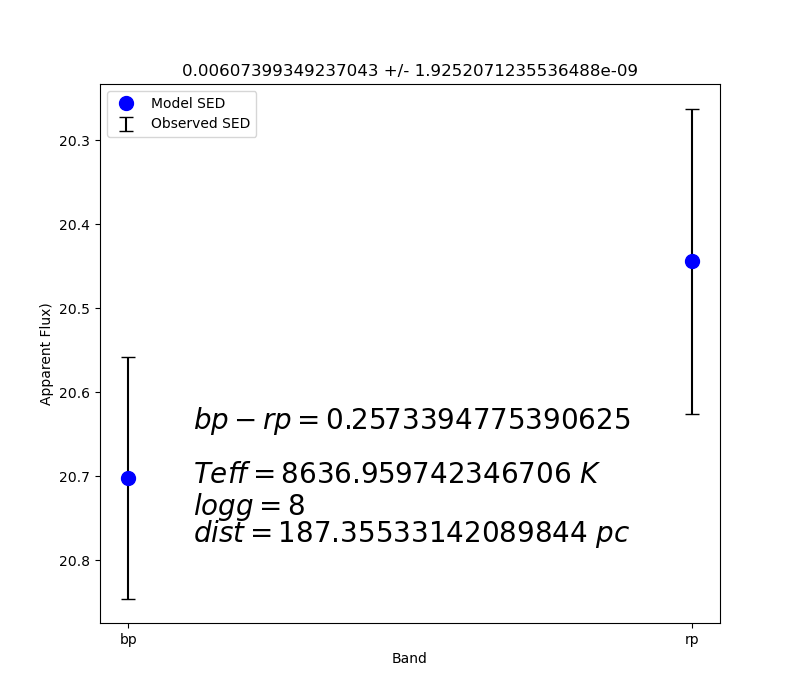 0.00607399349237043 +/- 1.9252071235536488e-09
Model SED
Observed SED
20.3
20.4
20.5
20.6
20.7
20.8
Apparent Flux)
bp − rp = 0.2573394775390625
Teff = 8636.959742346706 K
logg = 8
dist = 187.35533142089844 pc
bp
rp
Band